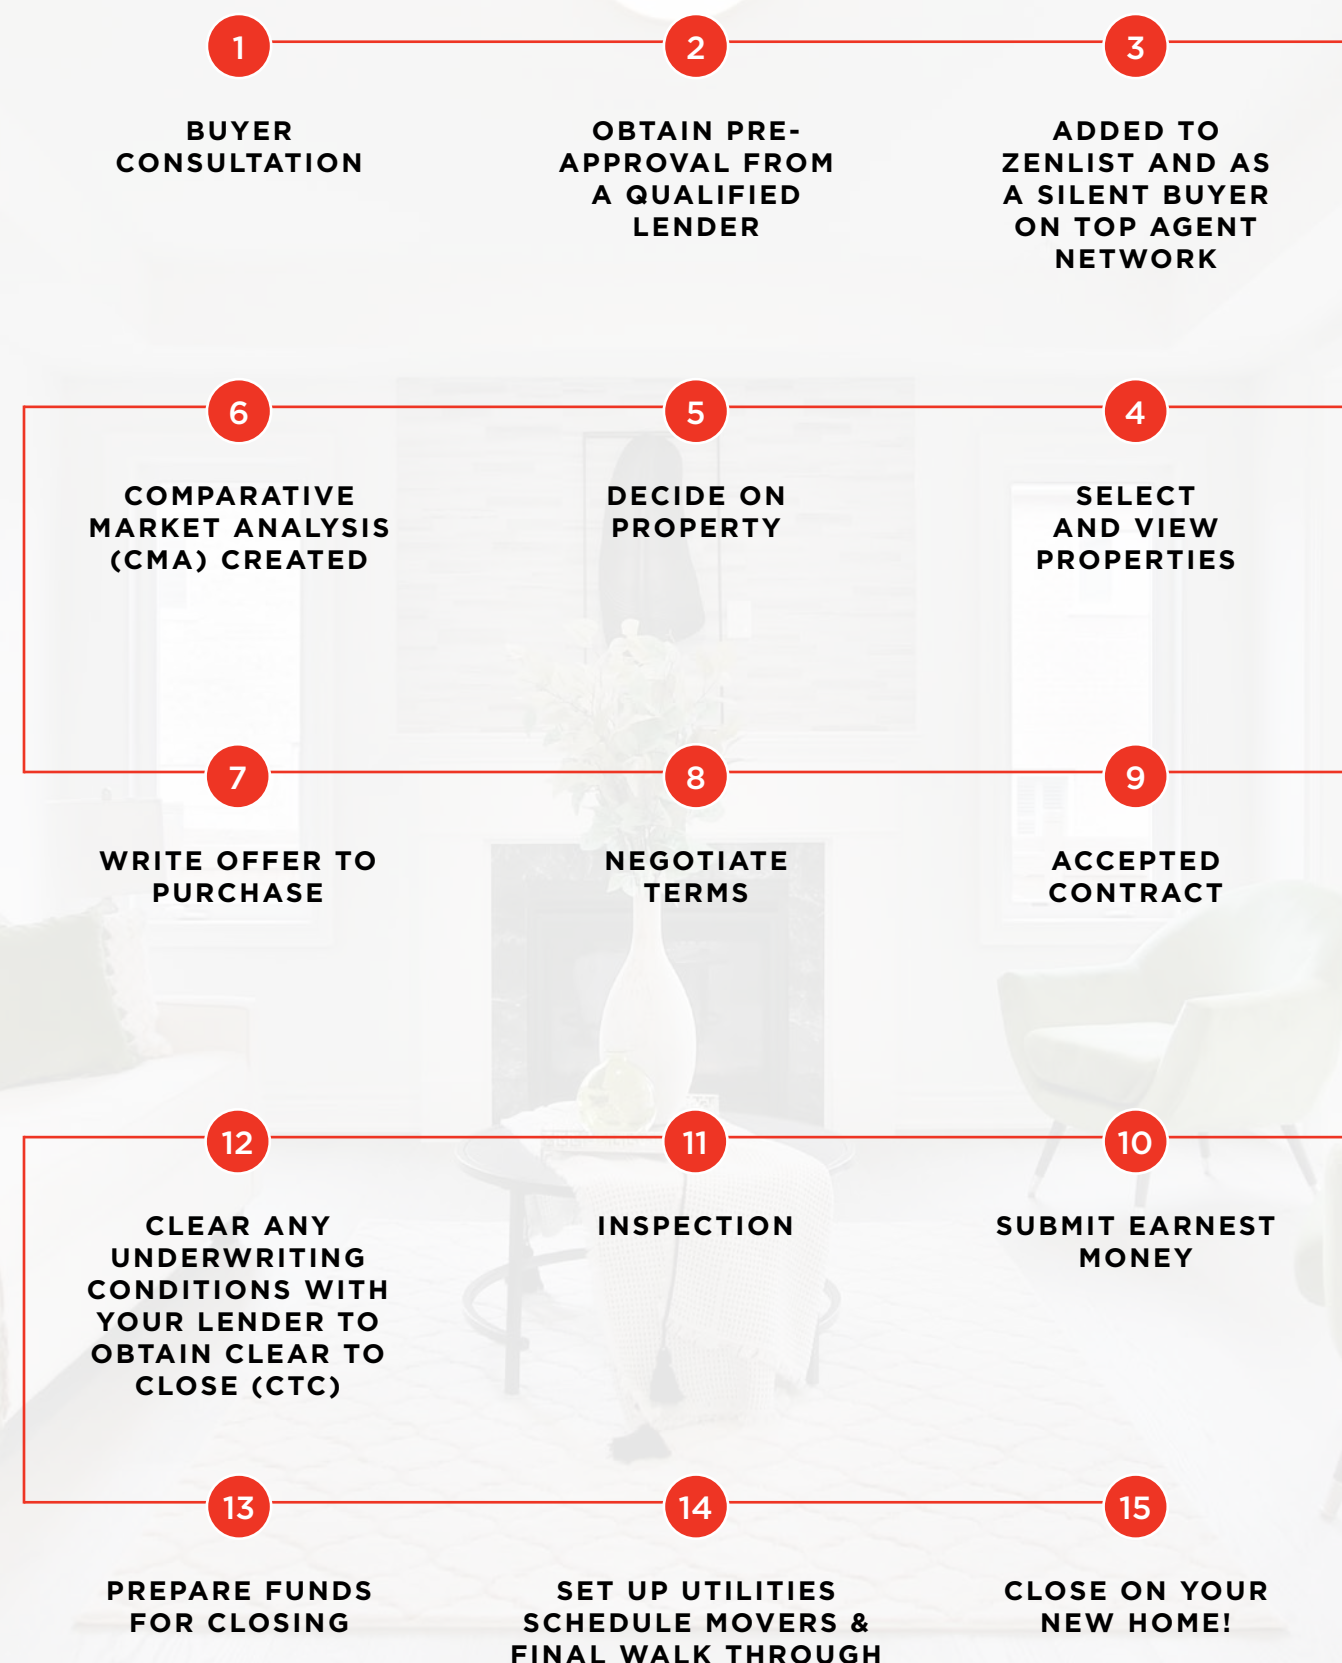 1
BUYER
CONSULTATION
2
OBTAIN PRE-
APPROVAL FROM
A QUALIFIED
LENDER
3
ADDED TO
ZENLIST AND AS
A SILENT BUYER
ON TOP AGENT
NETWORK
4
SELECT
AND VIEW
PROPERTIES
5
DECIDE ON
PROPERTY
6
COMPARATIVE
MARKET ANALYSIS
(CMA) CREATED
7
WRITE OFFER TO
PURCHASE
8
NEGOTIATE
TERMS
9
ACCEPTED
CONTRACT
10
SUBMIT EARNEST
MONEY
11
INSPECTION
12
CLEAR ANY
UNDERWRITING
CONDITIONS WITH
YOUR LENDER TO
OBTAIN CLEAR TO
CLOSE (CTC)
13
PREPARE FUNDS
FOR CLOSING
14
SET UP UTILITIES
SCHEDULE MOVERS &
FINAL WALK THROUGH
15
CLOSE ON YOUR
NEW HOME!